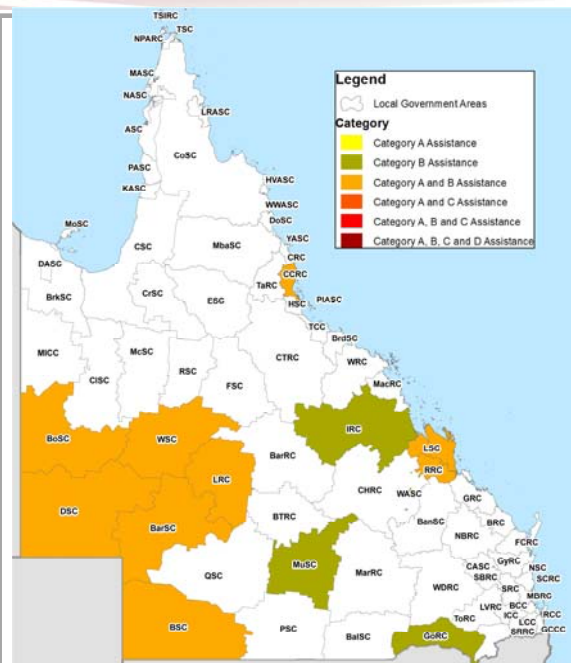 TSIRC
TSC
NPARC
MASC
NASC
LRASC
ASC
CoSC
PASC
KASC
HVASC
WWASC
DoSC
MoSC
CSC
MbaSC
YASC
CRC
CCRC
DASC
TaRC
BrkSC
CrSC
ESC
HSC
PIASC
TCC
BrdSC
MICC
McSC
CTRC
WRC
ClSC
RSC
FSC
MacRC
BoSC
WSC
IRC
LSC
BarRC
LRC
RRC
CHRC
WASC
GRC
DSC
BarSC
BTRC
BanSC
BRC
NBRC
FCRC
MuSC
QSC
MarRC
CASC
GyRC
NSC
SBRC
SCRC
WDRC
SRC
MBRC
LVRC
BCC
RCC
ToRC
ICC
LCC
BSC
PSC
BalSC
GoRC
SRRC
GCCC
Legend
Local Government Areas
Category
Category A Assistance
Category B Assistance
Category A and B Assistance
Category A and C Assistance
Category A, B and C Assistance
Category A, B, C and D Assistance